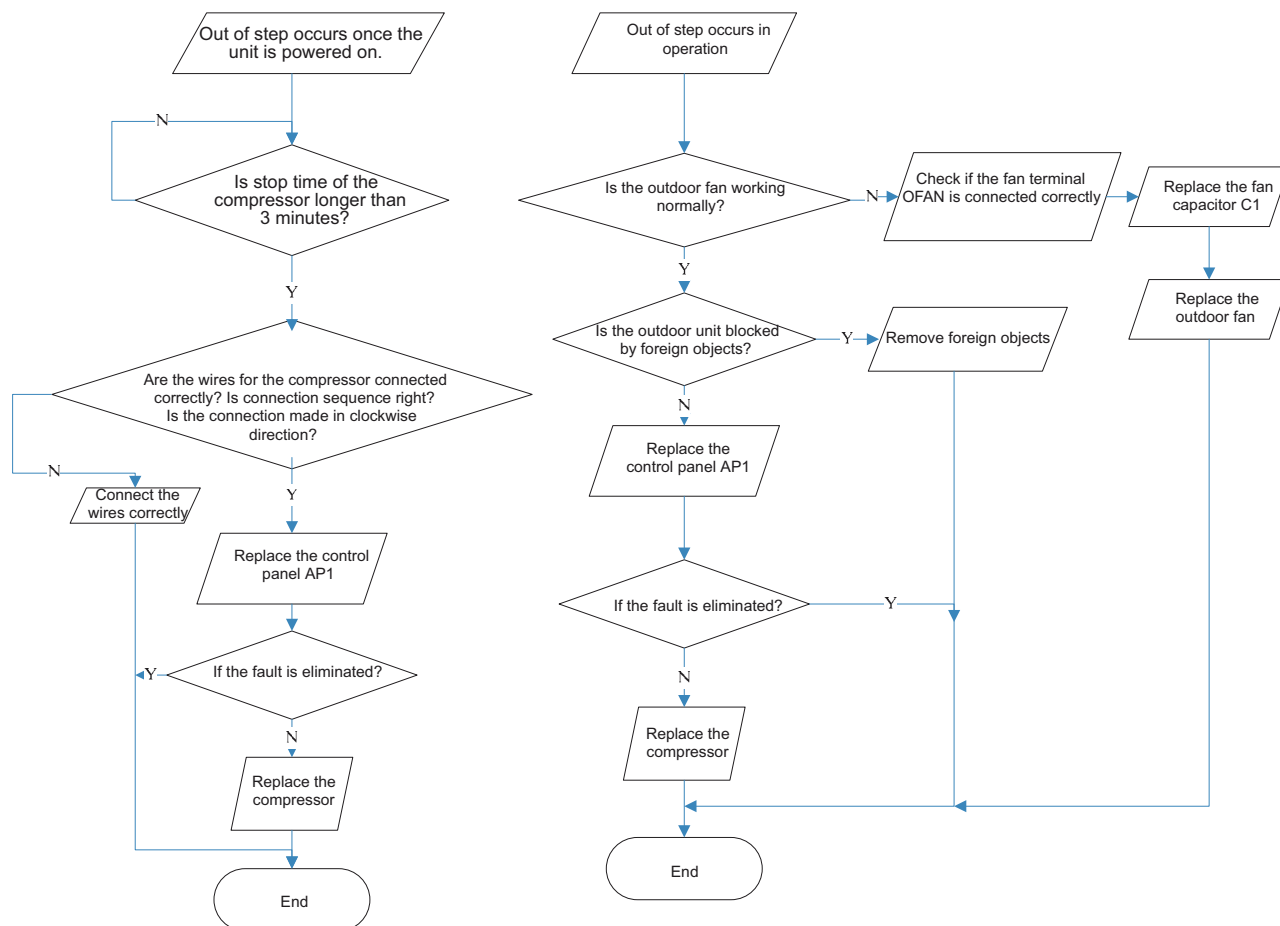 Out of step occurs once the
unit is powered on.
N
Is stop time of the
compressor longer than
3 minutes?
Y
Are the wires for the compressor connected
correctly? Is connection sequence right?
Is the connection made in clockwise
direction?
N
Connect the
wires correctly
Y
Replace the control
panel AP1
If the fault is eliminated?
Y
N
Replace the
compressor
End
Out of step occurs in
operation
Is the outdoor fan working
normally?
N
Check if the fan terminal
OFAN is connected correctly
Replace the fan
capacitor C1
Replace the
outdoor fan
Y
Is the outdoor unit blocked
by foreign objects?
Y
Remove foreign objects
N
Replace the
control panel AP1
If the fault is eliminated?
Y
N
Replace the
compressor
End